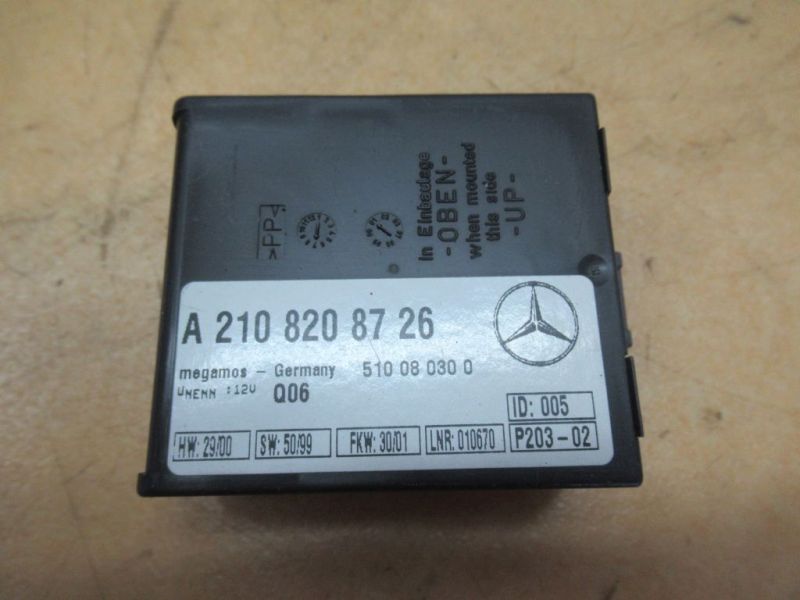 in Einbaulage
-OBEN-
when mounted
this side
-UP-
>PP<
A 210 820 87 26
megamos - Germany 510 08 030 0
UNENN :12V Q06
ID: 005
HW: 29/00 SW: 50/99 FKW: 30/01 LNR: 010670 P203-02